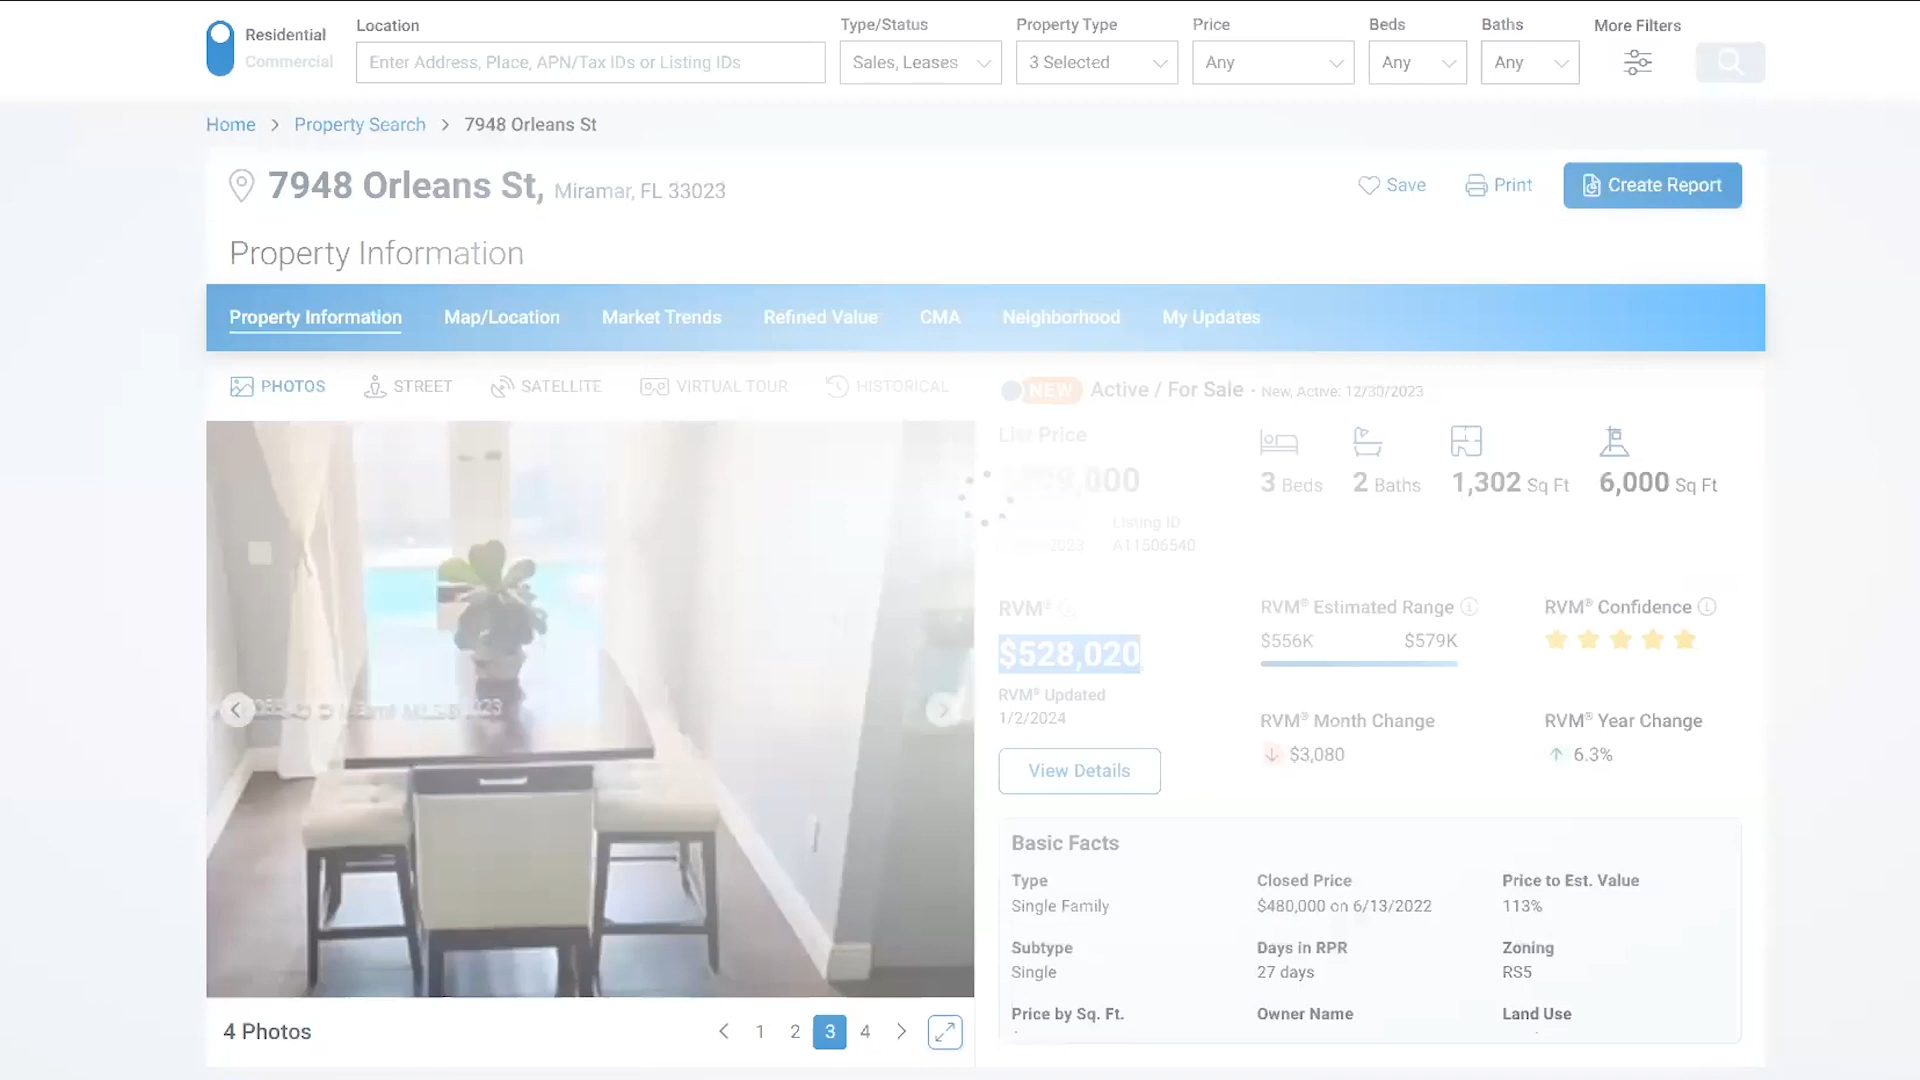 Residential
Commercial
Location
Enter Address, Place, APN/Tax IDs or Listing IDs
Type/Status
Sales, Leases
Property Type
3 Selected
Price
Any
Beds
Any
Baths
Any
More Filters
Home > Property Search > 7948 Orleans St
7948 Orleans St, Miramar, FL 33023
Save
Print
Create Report
Property Information
Property Information Map/Location Market Trends Refined Value CMA Neighborhood My Updates
PHOTOS STREET SATELLITE VIRTUAL TOUR HISTORICAL
NEW Active / For Sale · New, Active: 12/30/2023
List Price
3 Beds 2 Baths 1,302 Sq Ft 6,000 Sq Ft
Listing ID
2023 A11506540
RVM®
$528,020
RVM® Updated
1/2/2024
View Details
RVM® Estimated Range
$556K $579K
RVM® Confidence
RVM® Month Change
$3,080
RVM® Year Change
6.3%
Basic Facts
Type Closed Price Price to Est. Value
Single Family $480,000 on 6/13/2022 113%
Subtype Days in RPR Zoning
Single 27 days RS5
Price by Sq. Ft. Owner Name Land Use
4 Photos
1 2 3 4